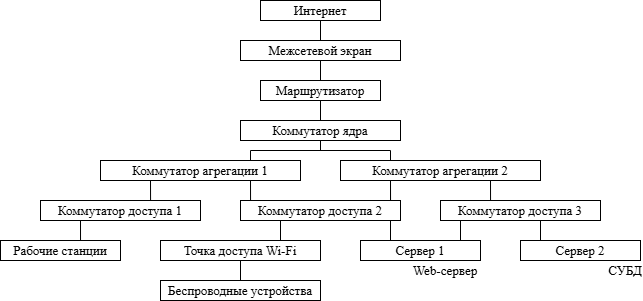 Интернет
Межсетевой экран
Маршрутизатор
Коммутатор ядра
Коммутатор агрегации 1
Коммутатор агрегации 2
Коммутатор доступа 1
Коммутатор доступа 2
Коммутатор доступа 3
Рабочие станции
Точка доступа Wi-Fi
Сервер 1
Сервер 2
Web-сервер
СУБД
Беспроводные устройства